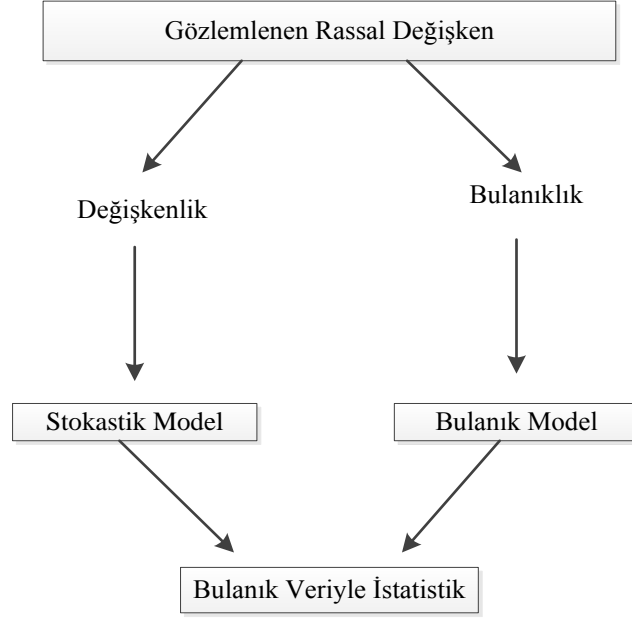 Gözlemlenen Rassal Değişken
Değişkenlik
Bulanıklık
Stokastik Model
Bulanık Model
Bulanık Veriyle İstatistik